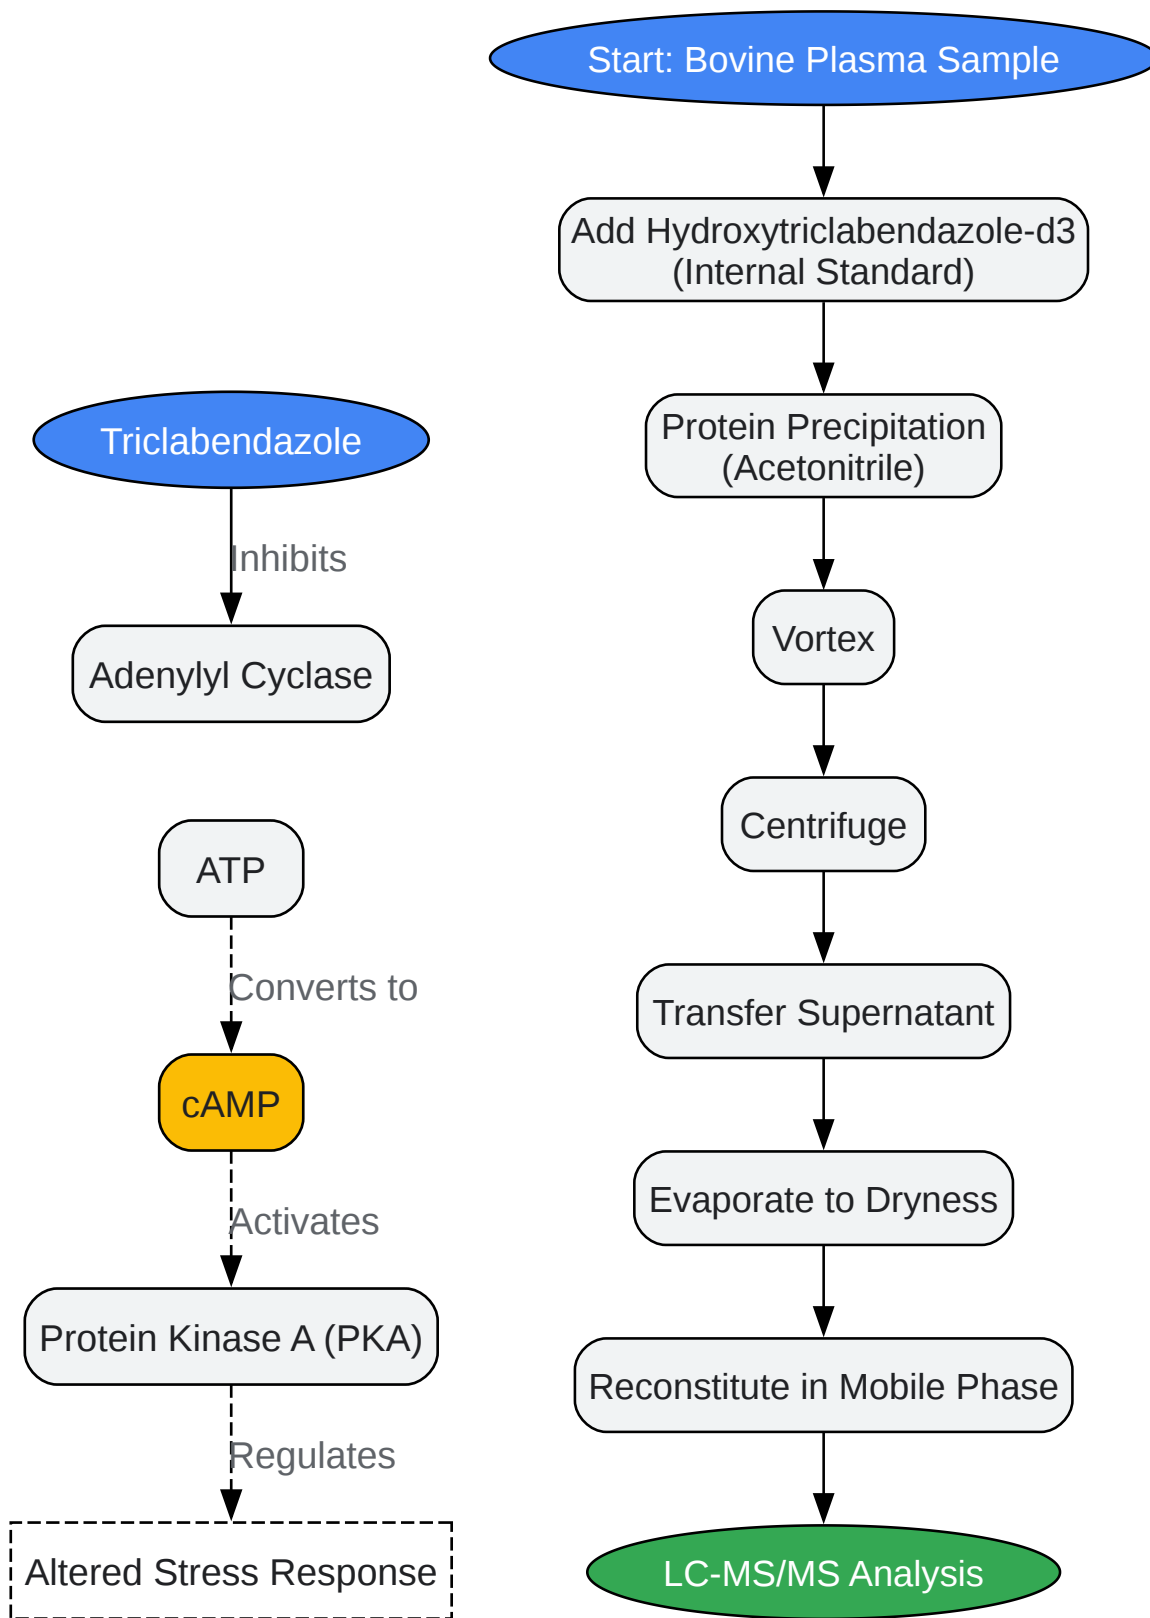 Triclabendazole
Inhibits
Adenylyl Cyclase
ATP
Converts to
cAMP
Activates
Protein Kinase A (PKA)
Regulates
Altered Stress Response
Start: Bovine Plasma Sample
Add Hydroxytriclabendazole-d3
(Internal Standard)
Protein Precipitation
(Acetonitrile)
Vortex
Centrifuge
Transfer Supernatant
Evaporate to Dryness
Reconstitute in Mobile Phase
LC-MS/MS Analysis